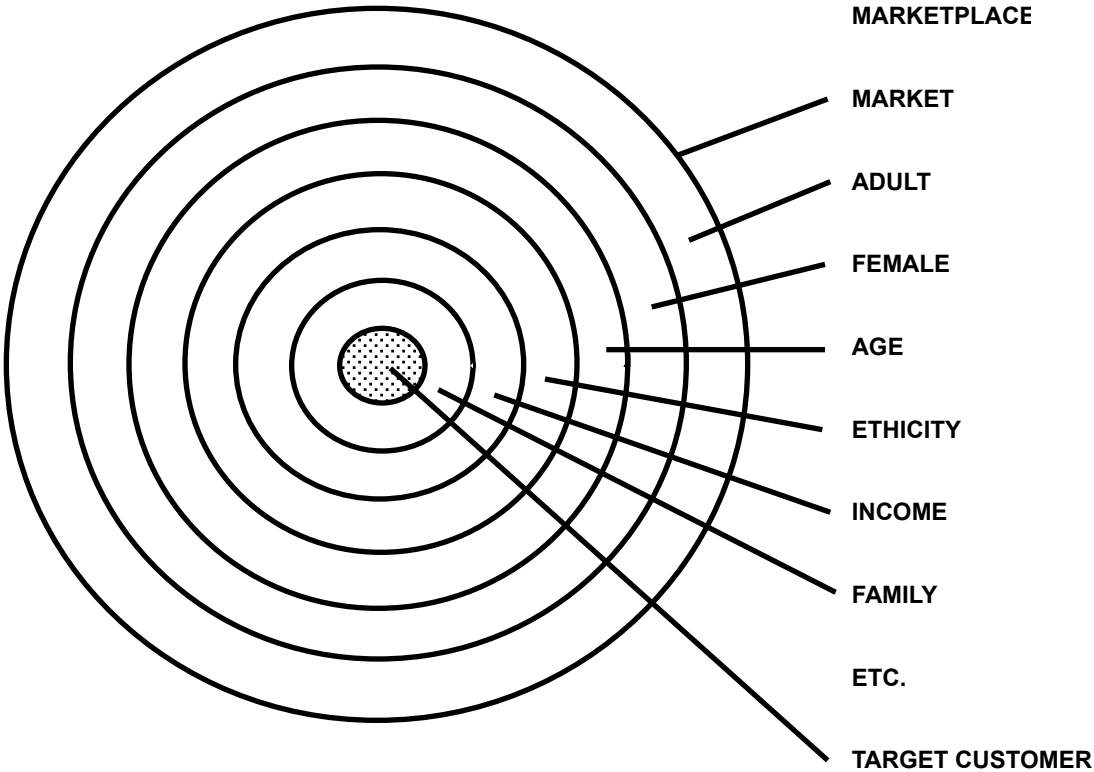 MARKETPLACE
MARKET
ADULT
FEMALE
AGE
ETHICITY
INCOME
FAMILY
ETC.
TARGET CUSTOMER